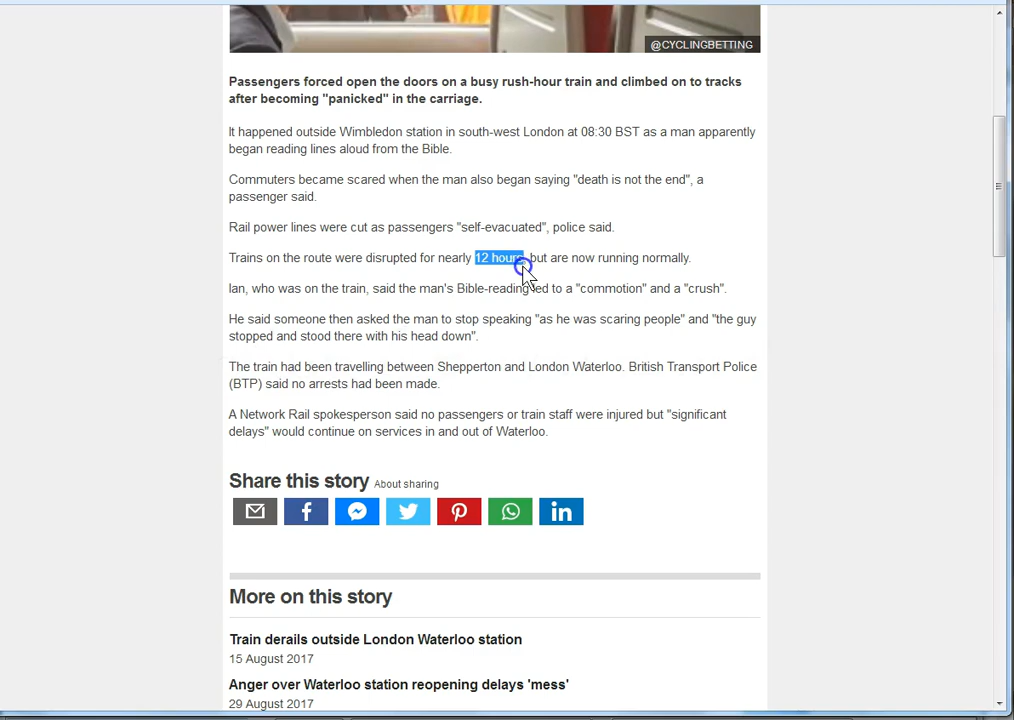 @CYCLINGBETTING
Passengers forced open the doors on a busy rush-hour train and climbed on to tracks
after becoming "panicked" in the carriage.
It happened outside Wimbledon station in south-west London at 08:30 BST as a man apparently
began reading lines aloud from the Bible.
Commuters became scared when the man also began saying "death is not the end", a
passenger said.
Rail power lines were cut as passengers "self-evacuated", police said.
Trains on the route were disrupted for nearly 12 hours, but are now running normally.
Ian, who was on the train, said the man's Bible-reading led to a "commotion" and a "crush".
He said someone then asked the man to stop speaking "as he was scaring people" and "the guy
stopped and stood there with his head down".
The train had been travelling between Shepperton and London Waterloo. British Transport Police
(BTP) said no arrests had been made.
A Network Rail spokesperson said no passengers or train staff were injured but "significant
delays" would continue on services in and out of Waterloo.
Share this story About sharing
More on this story
Train derails outside London Waterloo station
15 August 2017
Anger over Waterloo station reopening delays 'mess'
29 August 2017